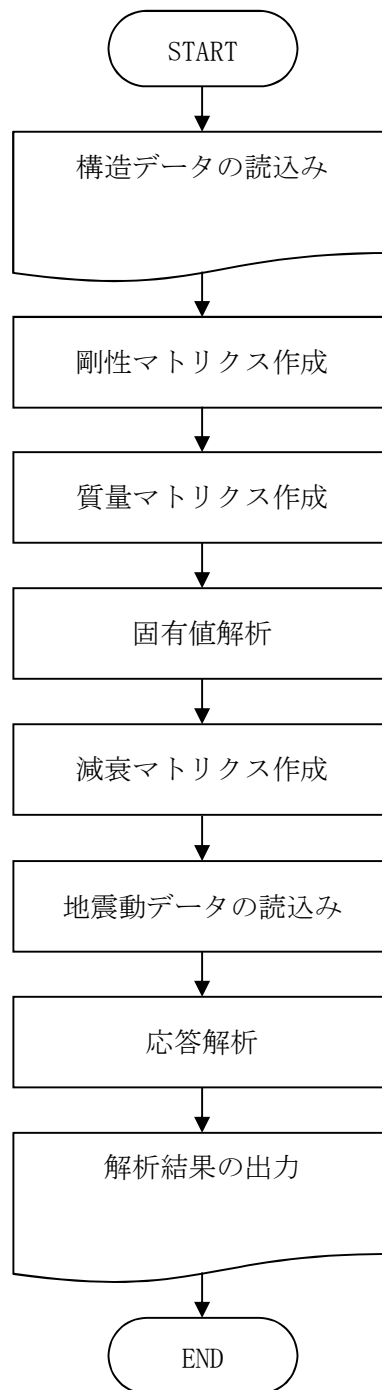 START
構造データの読込み
剛性マトリクス作成
質量マトリクス作成
固有値解析
減衰マトリクス作成
地震動データの読込み
応答解析
解析結果の出力
END